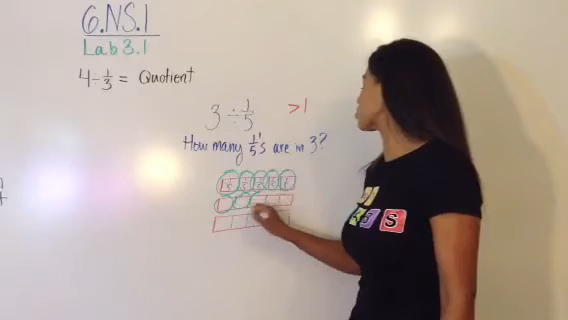 6.NS.1
Lab 3.1
4 ÷ 1/3 = Quotient
3 ÷ 1/5 >1
How many 1/5's are in 3?
S